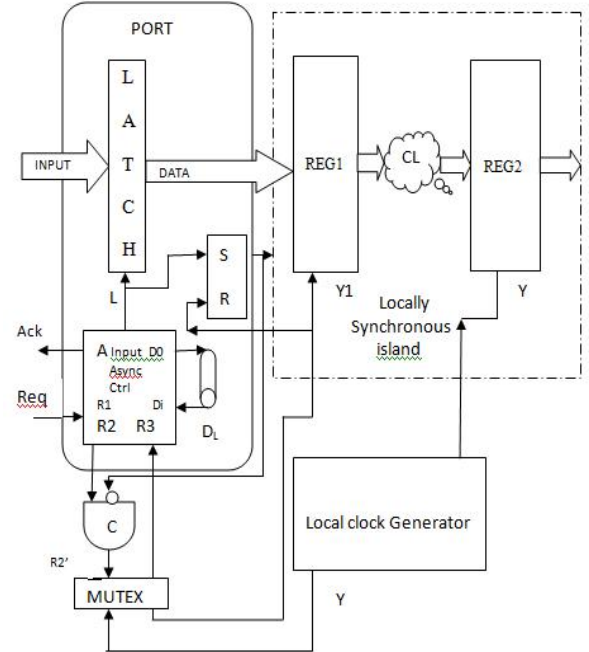 PORT
L
A
T
C
H
INPUT
DATA
REG1
CL
REG2
S
R
L
Y1
Y
Locally
Synchronous
island
Ack
A Input D0
Async
Ctrl
Req
R1 Di
R2 R3
DL
C
Local clock Generator
R2'
MUTEX
Y